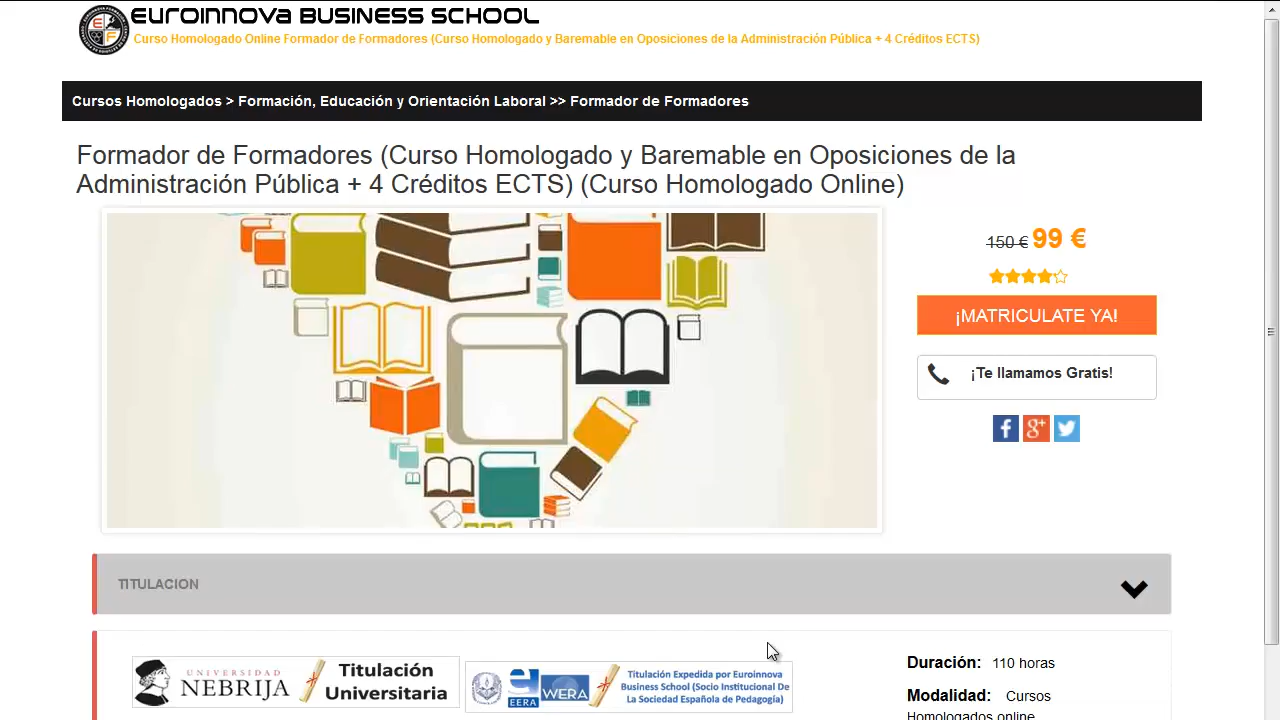 EUROINNOVA BUSINESS SCHOOL
Curso Homologado Online Formador de Formadores (Curso Homologado y Baremable en Oposiciones de la Administración Pública + 4 Créditos ECTS)
Cursos Homologados > Formación, Educación y Orientación Laboral >> Formador de Formadores
Formador de Formadores (Curso Homologado y Baremable en Oposiciones de la
Administración Pública + 4 Créditos ECTS) (Curso Homologado Online)
150 € 99 €
¡MATRICULATE YA!
¡Te llamamos Gratis!
TITULACION
UNIVERSIDAD
NEBRIJA
Titulación
Universitaria
EERA
WERA
Titulación Expedida por Euroinnova
Business School (Socio Institucional De
La Sociedad Española de Pedagogía)
Duración: 110 horas
Modalidad: Cursos
Homologados online